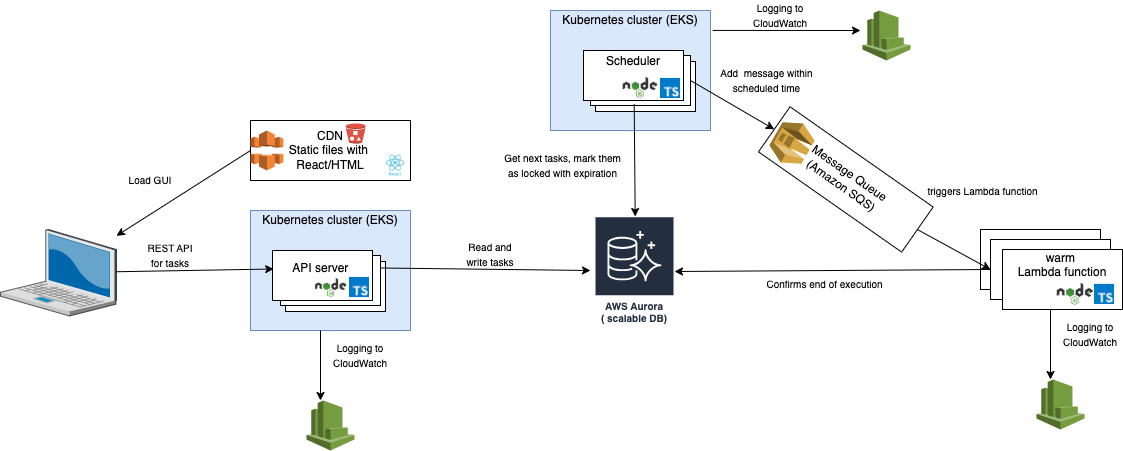 Kubernetes cluster (EKS)
Logging to
CloudWatch
Scheduler
node
JS
TS
Add message within
scheduled time
CDN
Static files with
React/HTML
React
Load GUI
Get next tasks, mark them
as locked with expiration
Message Queue
(Amazon SQS)
triggers Lambda function
Kubernetes cluster (EKS)
REST API
for tasks
API server
node
JS
TS
Read and
write tasks
AWS Aurora
( scalable DB)
Confirms end of execution
warm
Lambda function
node
JS
TS
Logging to
CloudWatch
Logging to
CloudWatch